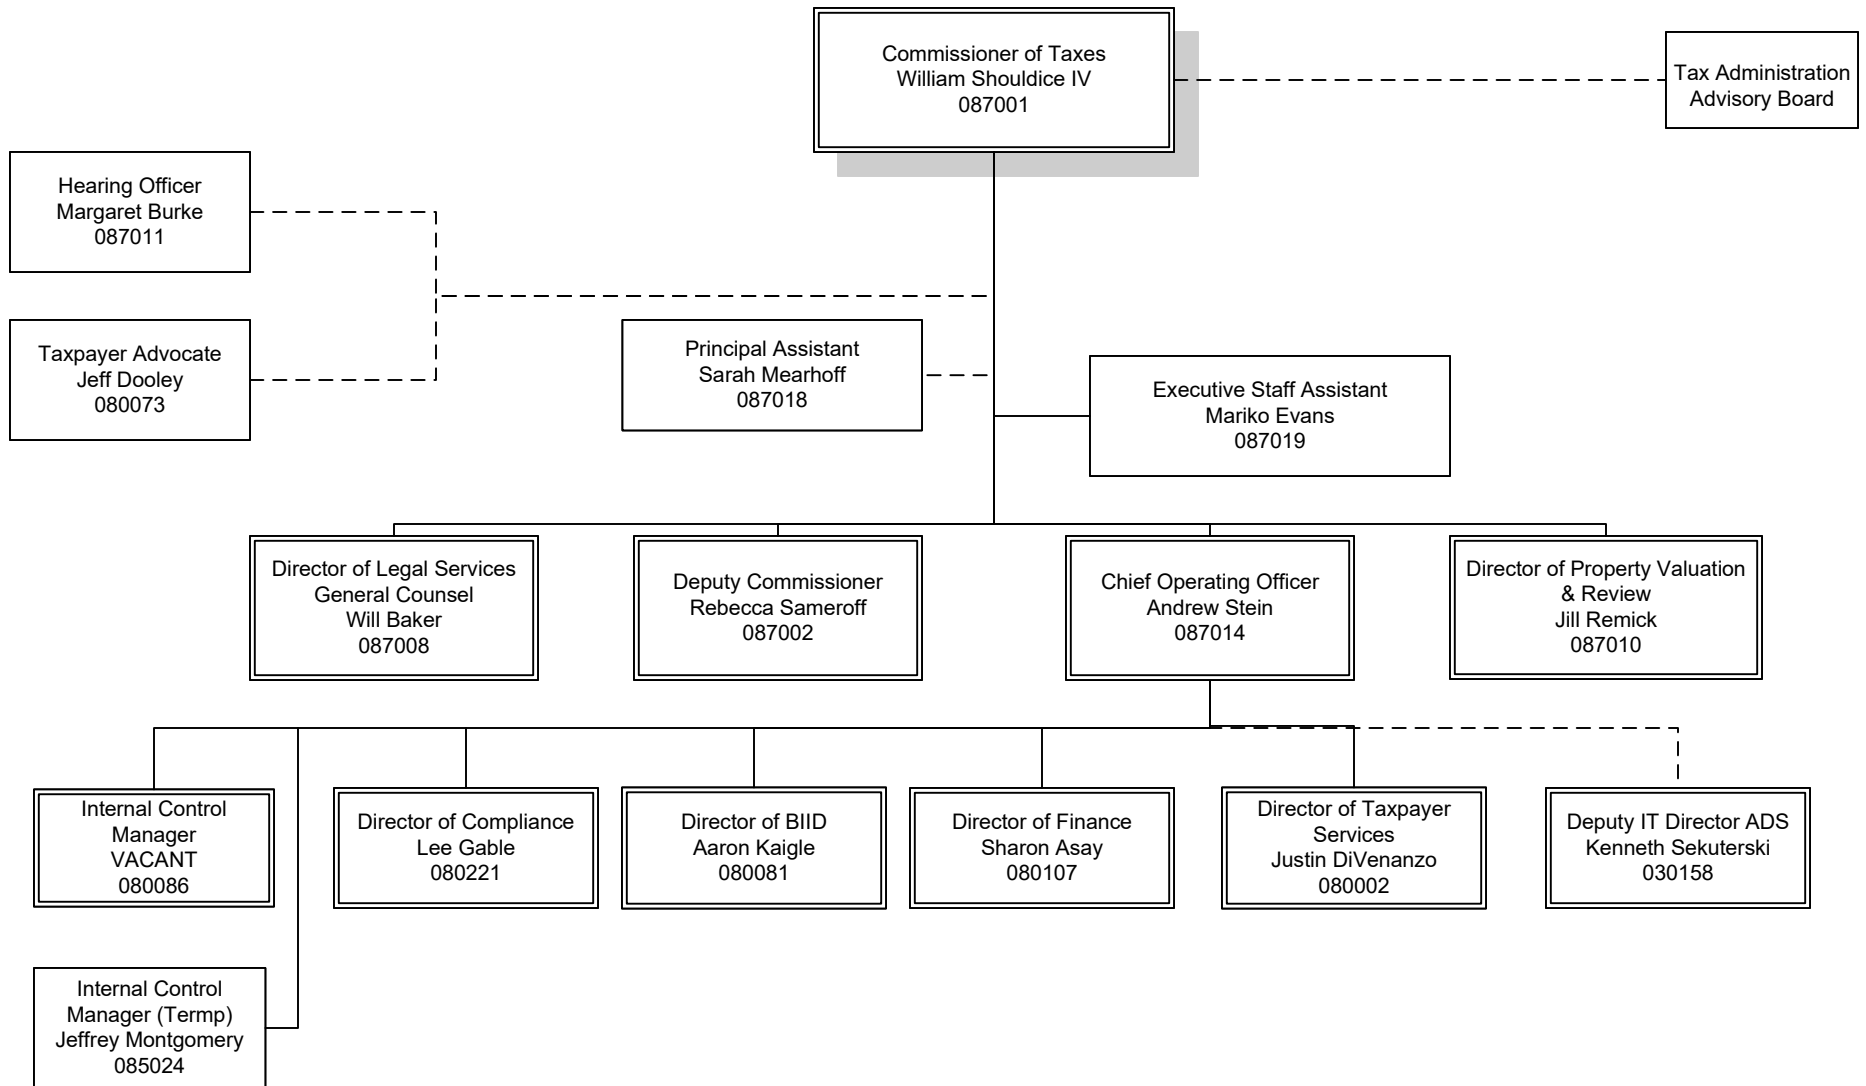 Commissioner of Taxes
William Shouldice IV
087001
Tax Administration
Advisory Board
Hearing Officer
Margaret Burke
087011
Taxpayer Advocate
Jeff Dooley
080073
Principal Assistant
Sarah Mearhoff
087018
Executive Staff Assistant
Mariko Evans
087019
Director of Legal Services
General Counsel
Will Baker
087008
Deputy Commissioner
Rebecca Sameroff
087002
Chief Operating Officer
Andrew Stein
087014
Director of Property Valuation
& Review
Jill Remick
087010
Internal Control
Manager
VACANT
080086
Director of Compliance
Lee Gable
080221
Director of BIID
Aaron Kaigle
080081
Director of Finance
Sharon Asay
080107
Director of Taxpayer
Services
Justin DiVenanzo
080002
Deputy IT Director ADS
Kenneth Sekuterski
030158
Internal Control
Manager (Termp)
Jeffrey Montgomery
085024